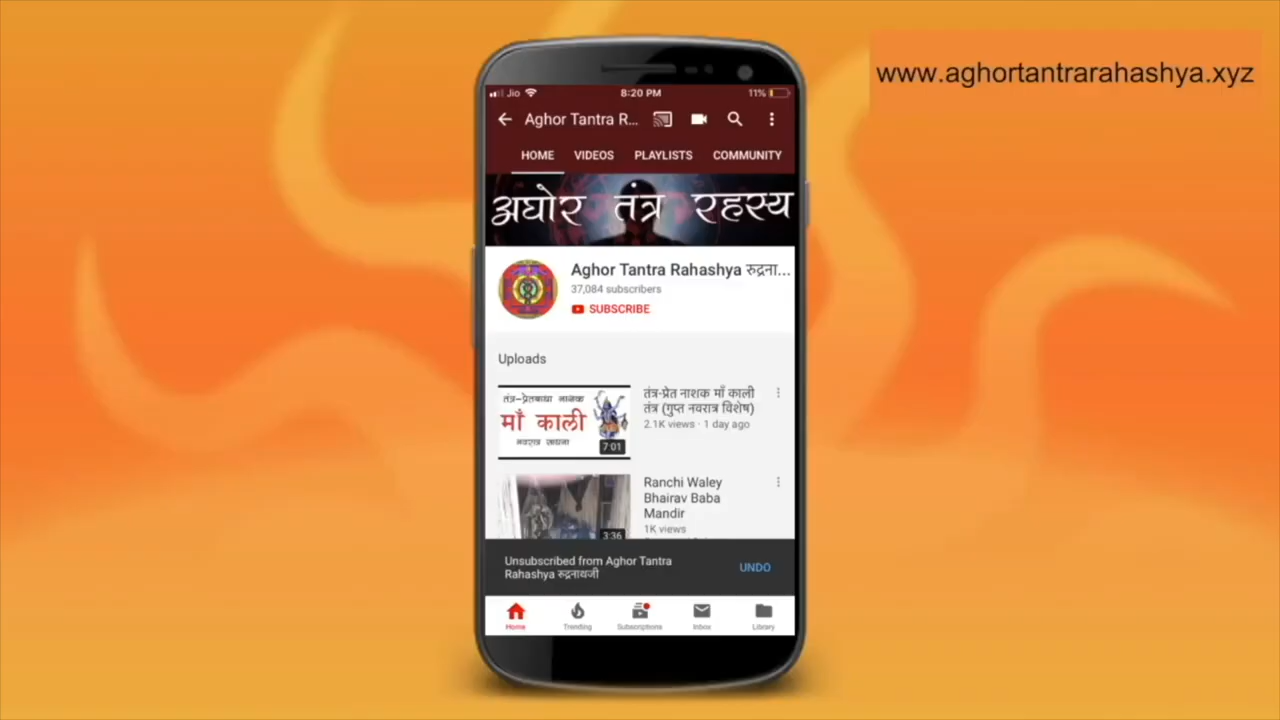 www.aghortantrarahashya.xyz
Jio 8:20 PM 11%
Aghor Tantra R...
HOME VIDEOS PLAYLISTS COMMUNITY
अघोर तंत्र रहस्य
Aghor Tantra Rahashya रुद्रना...
37,084 subscribers
SUBSCRIBE
Uploads
तंत्र-प्रेतबाधा नाशक
माँ काली
नवरात्र साधना
7:01
तंत्र-प्रेत नाशक माँ काली
तंत्र (गुप्त नवरात्र विशेष)
2.1K views · 1 day ago
Ranchi Waley
Bhairav Baba
Mandir
1K views
3:36
Unsubscribed from Aghor Tantra
Rahashya रुद्रनाथजी
UNDO
Home Trending Subscriptions Inbox Library